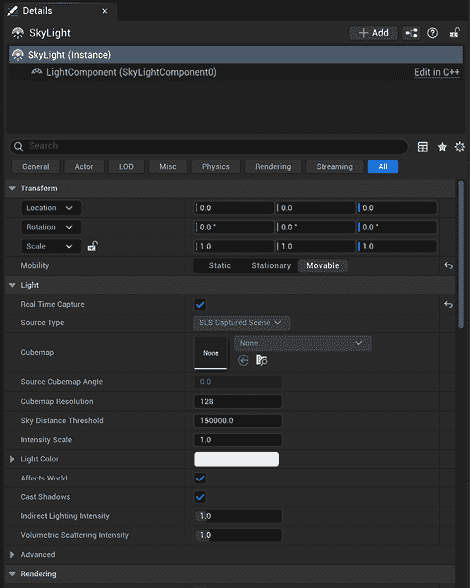 Details
SkyLight
Add
SkyLight (Instance)
LightComponent (SkyLightComponent0) Edit in C++
Search
General Actor LOD Misc Physics Rendering Streaming All
Transform
Location 0.0 0.0 0.0
Rotation 0.0 ° 0.0 ° 0.0 °
Scale 1.0 1.0 1.0
Mobility Static Stationary Movable
Light
Real Time Capture
Source Type SLS Captured Scene
Cubemap None None
Source Cubemap Angle 0.0
Cubemap Resolution 128
Sky Distance Threshold 150000.0
Intensity Scale 1.0
Light Color
Affects World
Cast Shadows
Indirect Lighting Intensity 1.0
Volumetric Scattering Intensity 1.0
Advanced
Rendering